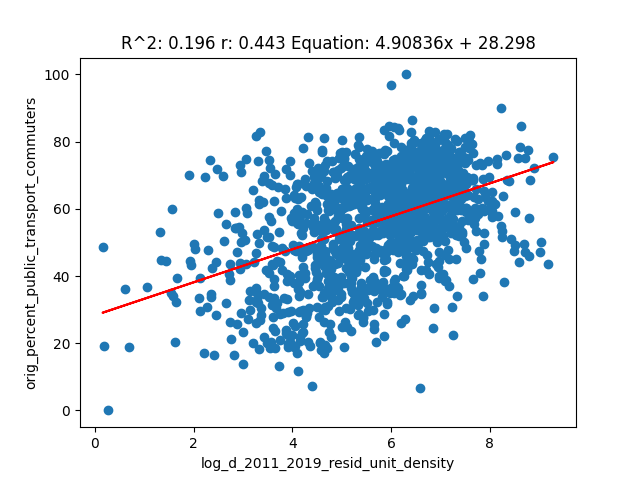 R^2: 0.196 r: 0.443 Equation: 4.90836x + 28.298
100
80
60
40
20
0
orig_percent_public_transport_commuters
0 2 4 6 8
log_d_2011_2019_resid_unit_density